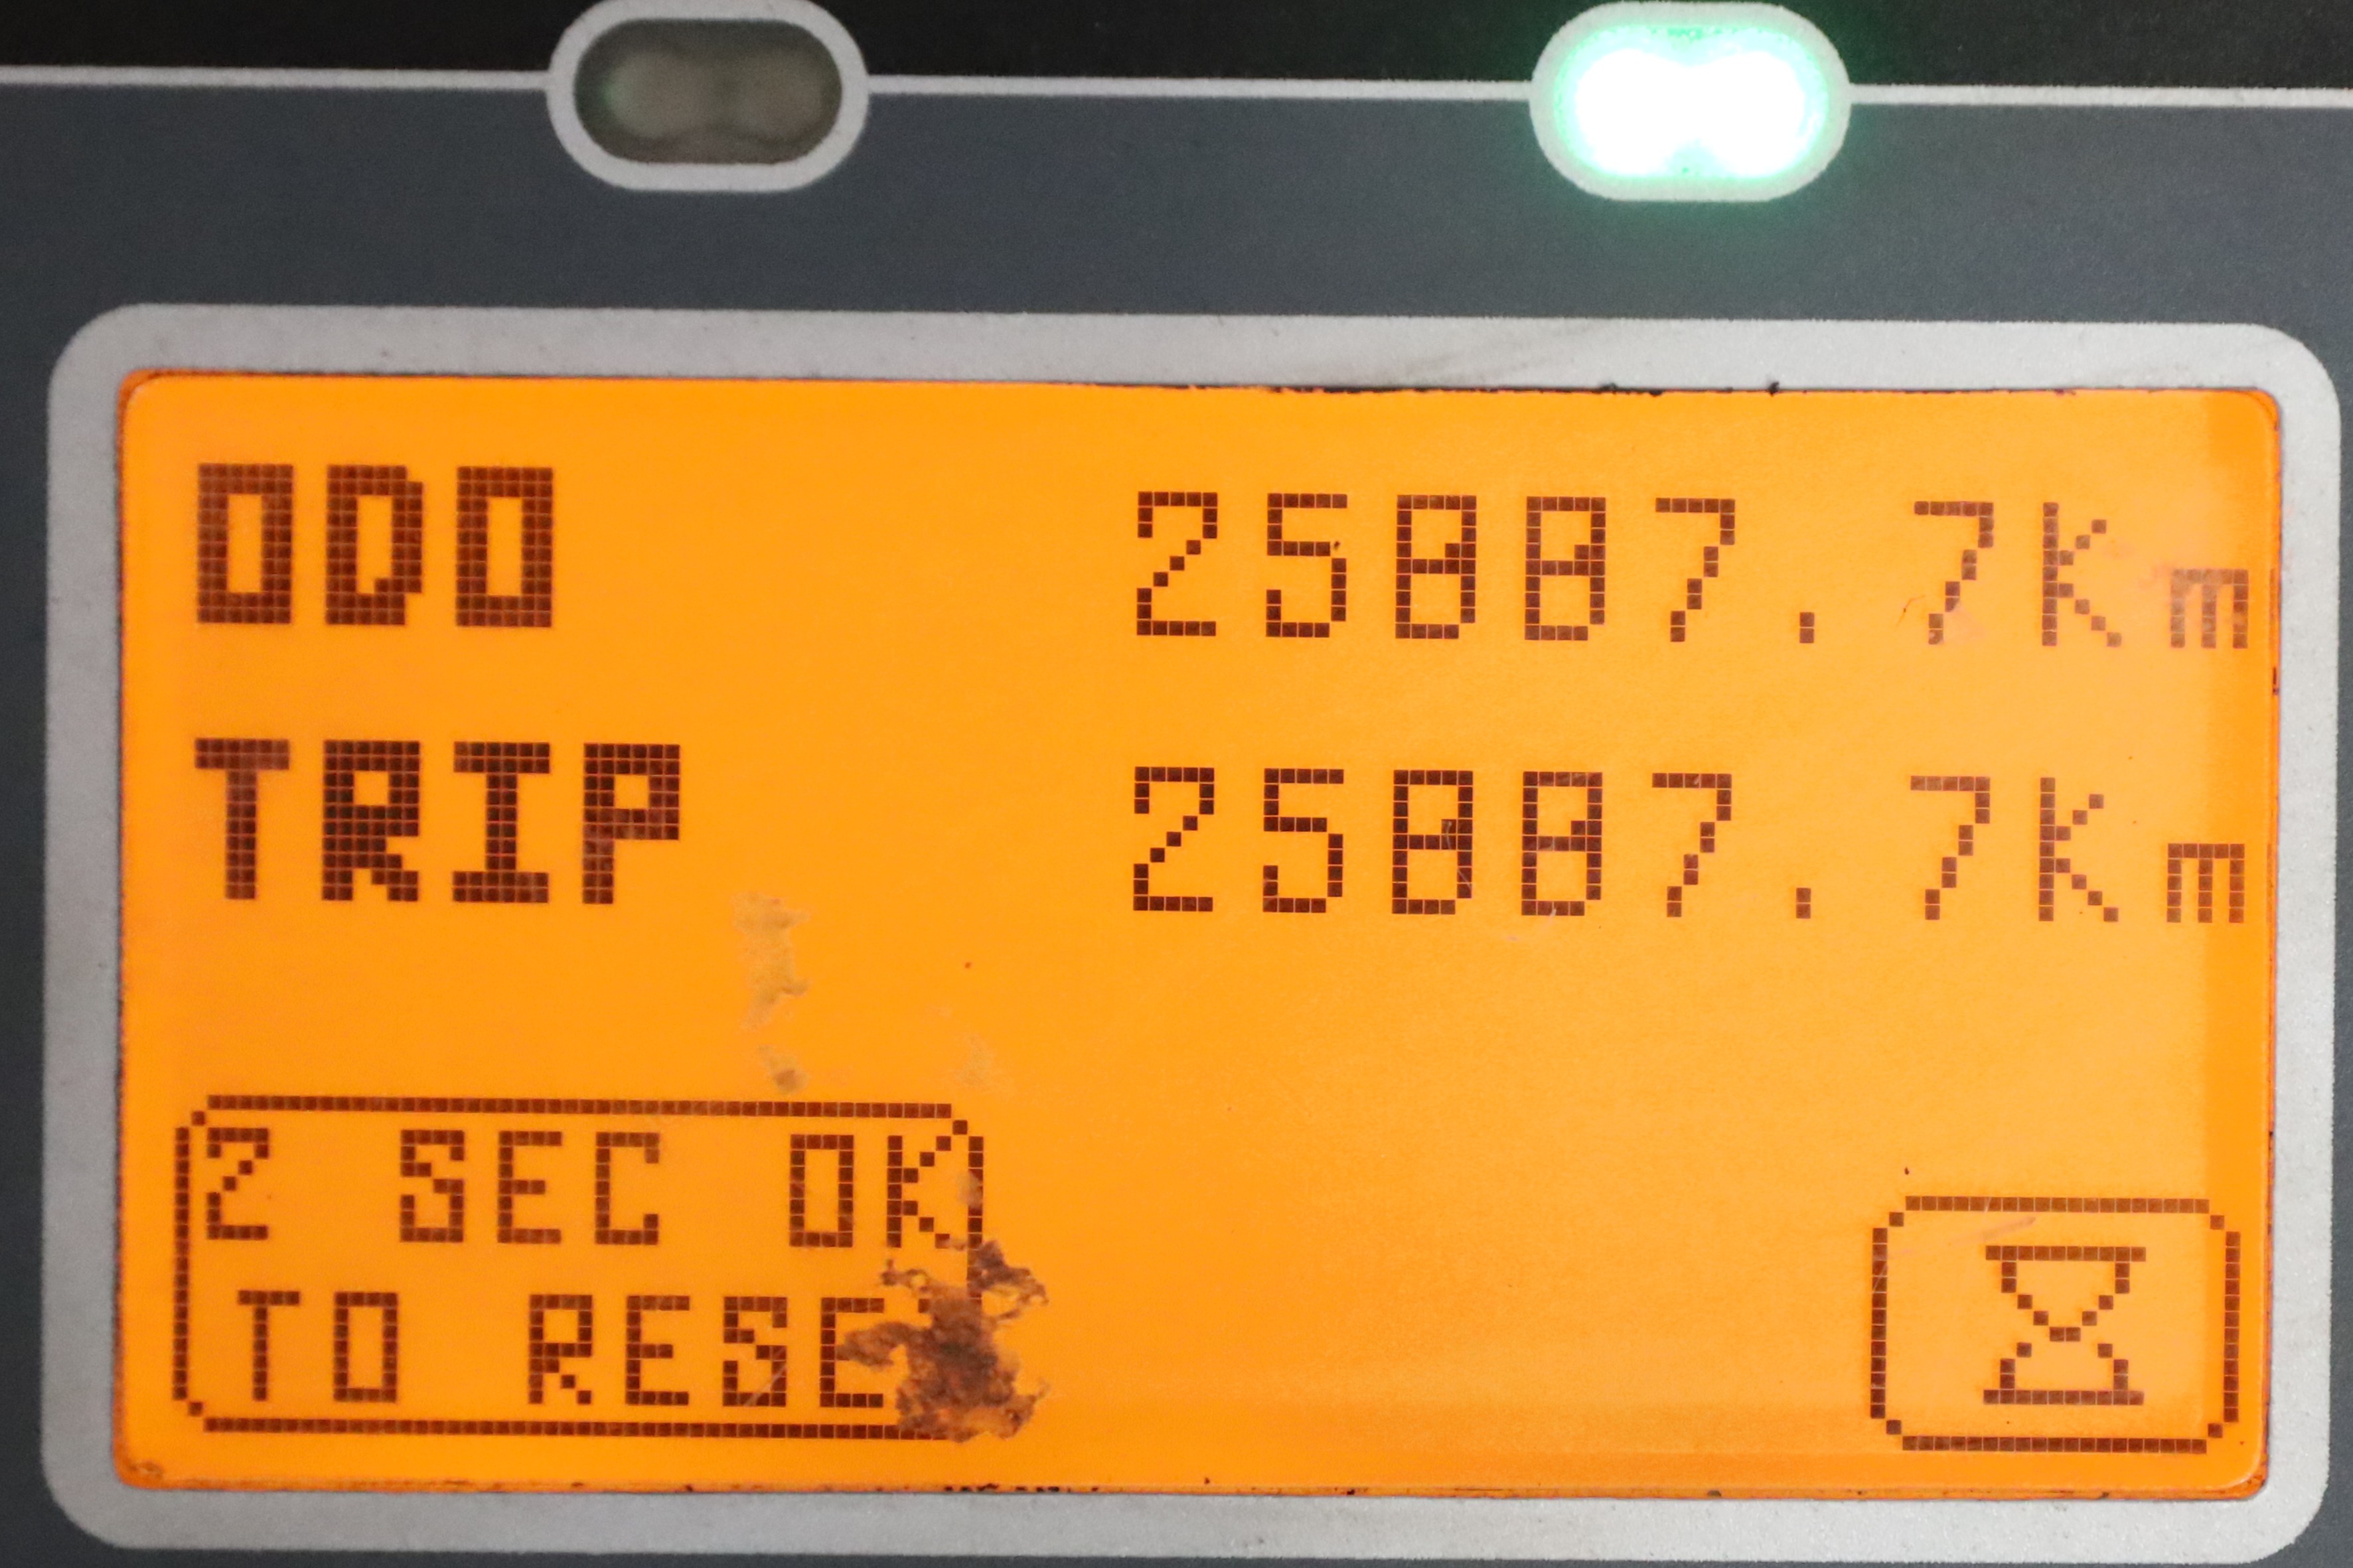 ODO 25887.7Km
TRIP 25887.7Km
2 SEC OK
TO RESE